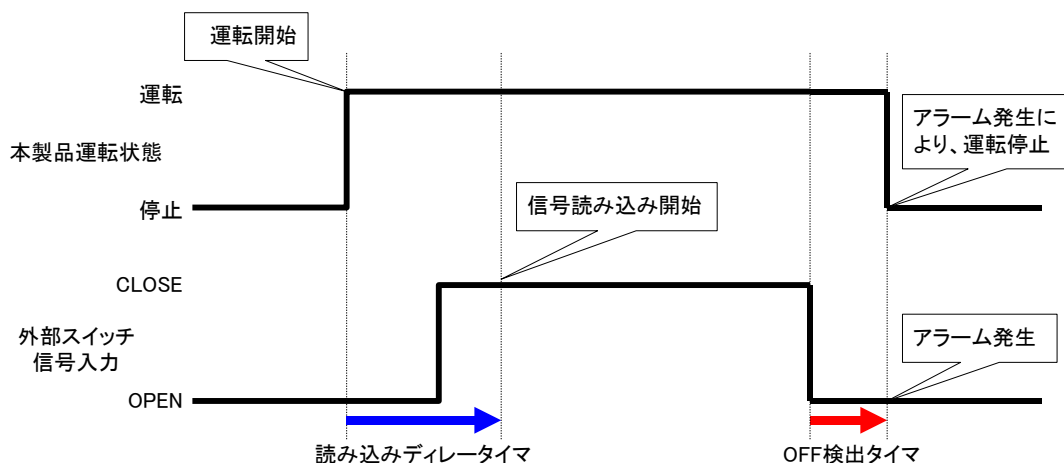 運転開始
運転
アラーム発生に
より、運転停止
本製品運転状態
停止
信号読み込み開始
CLOSE
外部スイッチ
信号入力
アラーム発生
OPEN
読み込みディレータイマ
OFF検出タイマ